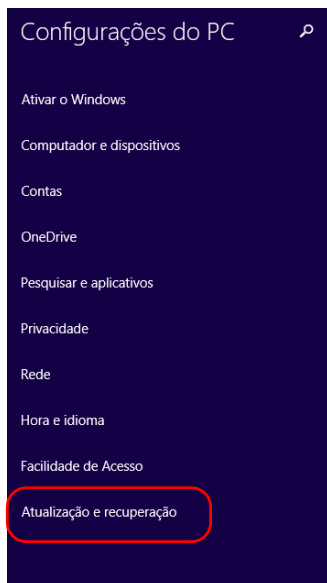 Configurações do PC
Ativar o Windows
Computador e dispositivos
Contas
OneDrive
Pesquisar e aplicativos
Privacidade
Rede
Hora e idioma
Facilidade de Acesso
Atualização e recuperação